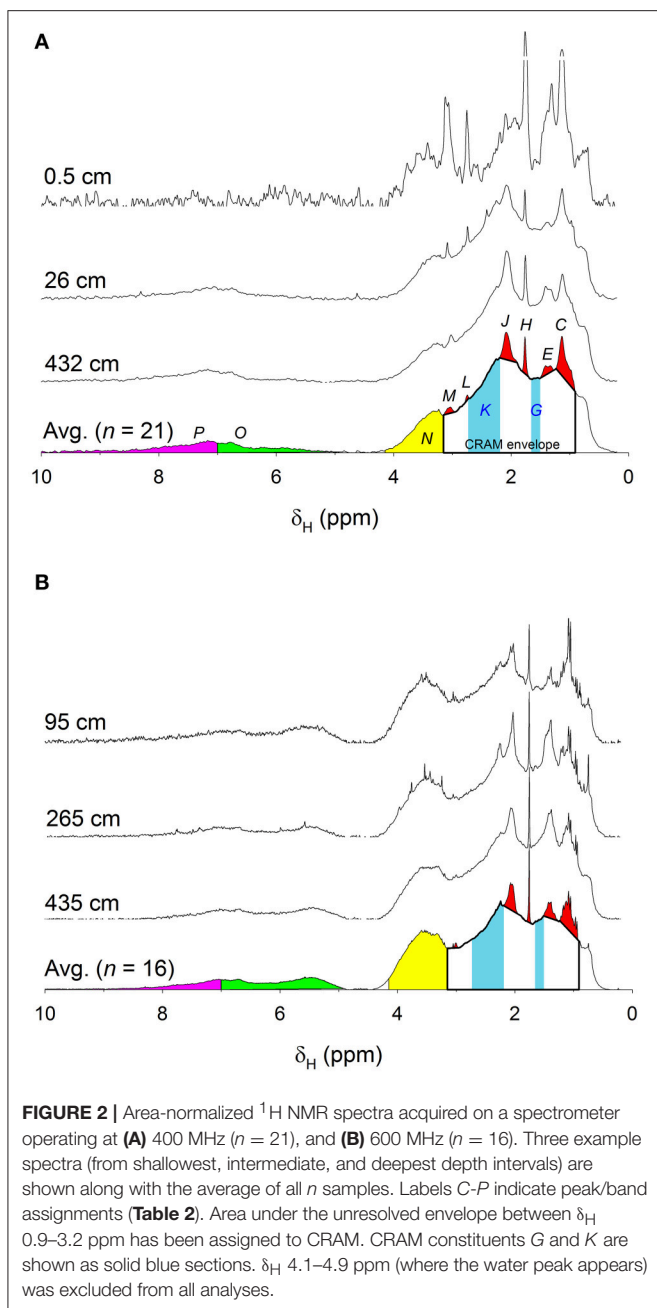 A
0.5 cm
26 cm
432 cm
J H C
E
M L
K G
Avg. (n = 21) P O N CRAM envelope
10 8 6 4 2 0
δH (ppm)
B
95 cm
265 cm
435 cm
Avg. (n = 16)
10 8 6 4 2 0
δH (ppm)
FIGURE 2 | Area-normalized ¹H NMR spectra acquired on a spectrometer
operating at (A) 400 MHz (n = 21), and (B) 600 MHz (n = 16). Three example
spectra (from shallowest, intermediate, and deepest depth intervals) are
shown along with the average of all n samples. Labels C-P indicate peak/band
assignments (Table 2). Area under the unresolved envelope between δH
0.9–3.2 ppm has been assigned to CRAM. CRAM constituents G and K are
shown as solid blue sections. δH 4.1–4.9 ppm (where the water peak appears)
was excluded from all analyses.